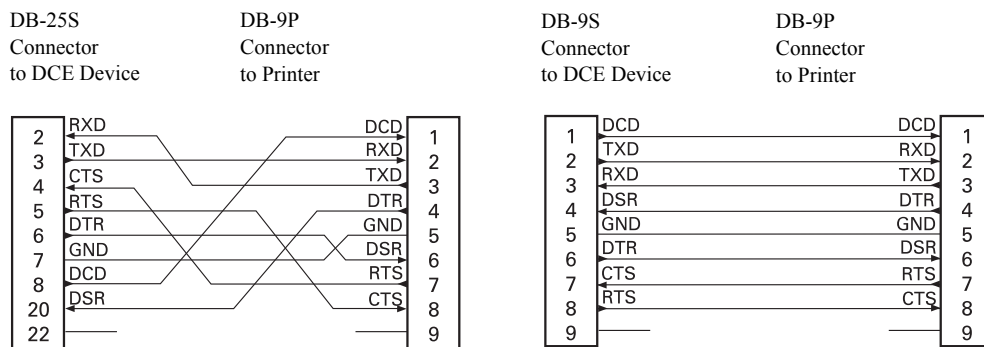 DB-25S DB-9P
Connector Connector
to DCE Device to Printer
2 RXD DCD 1
3 TXD RXD 2
4 CTS TXD 3
5 RTS DTR 4
6 DTR GND 5
7 GND DSR 6
8 DCD RTS 7
20 DSR CTS 8
22 9
DB-9S DB-9P
Connector Connector
to DCE Device to Printer
1 DCD DCD 1
2 TXD RXD 2
3 RXD TXD 3
4 DSR DTR 4
5 GND GND 5
6 DTR DSR 6
7 CTS RTS 7
8 RTS CTS 8
9 9